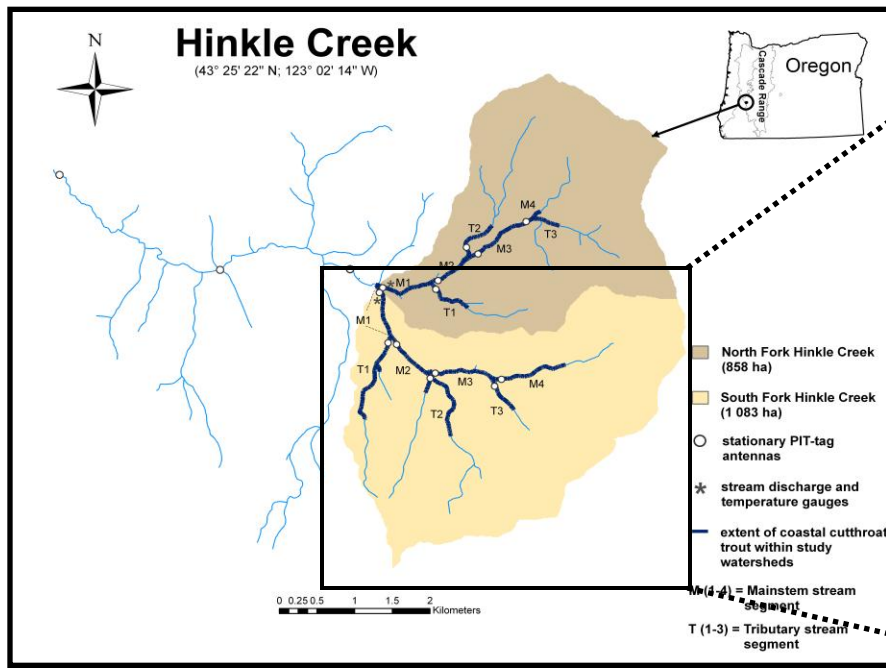 Hinkle Creek
(43° 25' 22" N; 123° 02' 14" W)
N
Oregon
Cascade Range
M4
T2
T3
M3
M2
M1
T1
M1
T1
M2
M3
M4
T2
T3
North Fork Hinkle Creek
(858 ha)
South Fork Hinkle Creek
(1 083 ha)
stationary PIT-tag
antennas
* stream discharge and
temperature gauges
extent of coastal cutthroat
trout within study
watersheds
M (1-4) = Mainstem stream
segment
T (1-3) = Tributary stream
segment
0 0.25 0.5 1 1.5 2
Kilometers